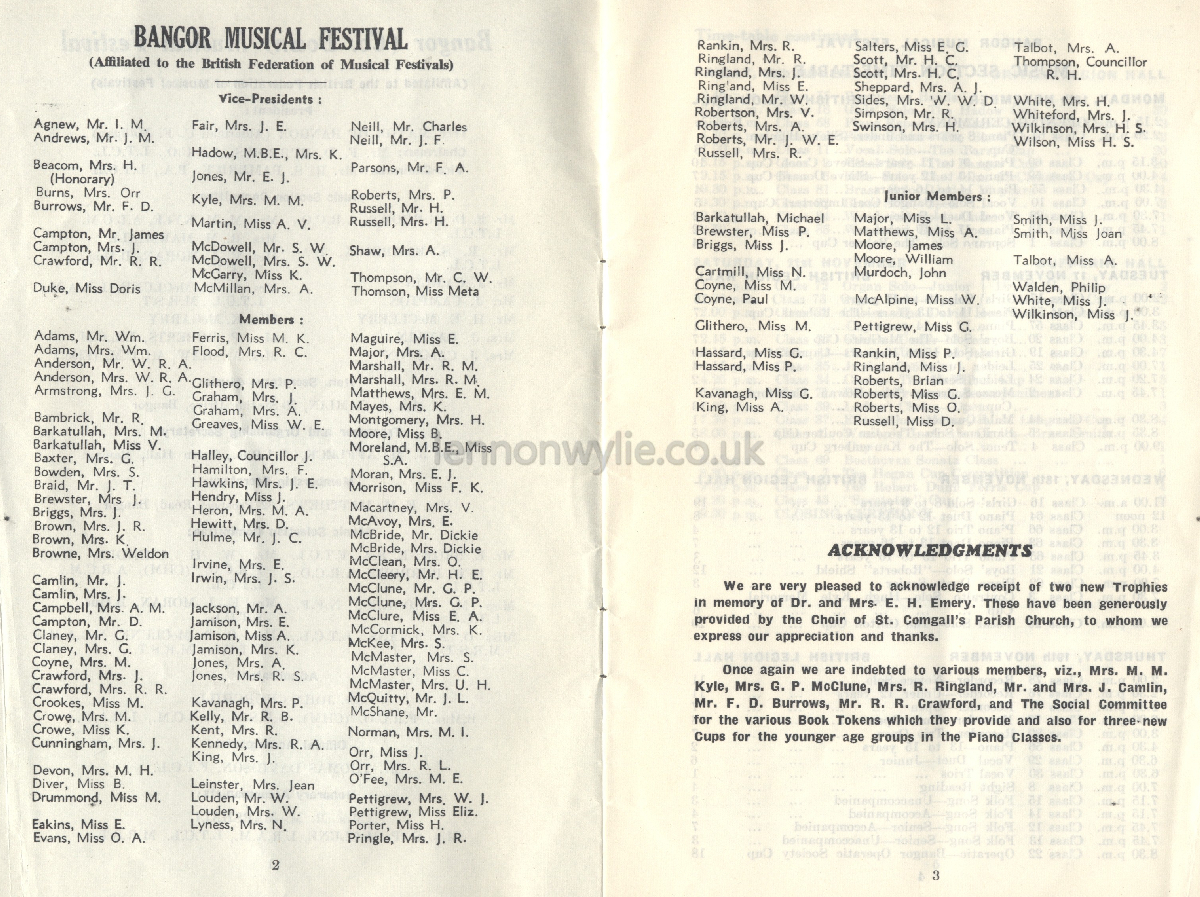 BANGOR MUSICAL FESTIVAL
(Affiliated to the British Federation of Musical Festivals)
Vice-Presidents :
Agnew, Mr. I. M.
Andrews, Mr. J. M.
Beacom, Mrs. H.
(Honorary)
Burns, Mrs. Orr
Burrows, Mr. F. D.
Campton, Mr. James
Campton, Mrs. J.
Crawford, Mr. R. R.
Duke, Miss Doris
Fair, Mrs. J. E.
Hadow, M.B.E., Mrs. K.
Jones, Mr. E. J.
Kyle, Mrs. M. M.
Martin, Miss A. V.
McDowell, Mr. S. W.
McDowell, Mrs. S. W.
McGarry, Miss K.
McMillan, Mrs. A.
Neill, Mr. Charles
Neill, Mr. J. F.
Parsons, Mr. F. A.
Roberts, Mrs. P.
Russell, Mr. H.
Russell, Mrs. H.
Shaw, Mrs. A.
Thompson, Mr. C. W.
Thomson, Miss Meta
Members :
Adams, Mr. Wm.
Adams, Mrs. Wm.
Anderson, Mr. W. R. A.
Anderson, Mrs. W. R. A.
Armstrong, Mrs. J. G.
Bambrick, Mr. R.
Barkatullah, Mrs. M.
Barkatullah, Miss V.
Baxter, Mrs. G.
Bowden, Mrs. S.
Braid, Mr. J. T.
Brewster, Mrs J.
Briggs, Mrs. J.
Brown, Mrs. J. R.
Brown, Mrs. K.
Browne, Mrs. Weldon
Camlin, Mr. J.
Camlin, Mrs. J.
Campbell, Mrs. A. M.
Campton, Mr. D.
Claney, Mr. G.
Claney, Mrs. G.
Coyne, Mrs. M.
Crawford, Mrs. J.
Crawford, Mrs. R. R.
Crookes, Miss M.
Crowe, Mrs. M.
Crowe, Miss K.
Cunningham, Mrs. J.
Devon, Mrs. M. H.
Diver, Miss B.
Drummond, Miss M.
Eakins, Miss E.
Evans, Miss O. A.
Ferris, Miss M. K.
Flood, Mrs. R. C.
Glithero, Mrs. P.
Graham, Mrs. J.
Graham, Mrs. A.
Greaves, Miss W. E.
Halley, Councillor J.
Hamilton, Mrs. F.
Hawkins, Mrs. J. E.
Hendry, Miss J.
Heron, Mrs. M. A.
Hewitt, Mrs. D.
Hulme, Mr. J. C.
Irvine, Mrs. E.
Irwin, Mrs. J. S.
Jackson, Mr. A.
Jamison, Mrs. E.
Jamison, Miss A.
Jamison, Mrs. K.
Jones, Mrs. A.
Jones, Mrs. R. S.
Kavanagh, Mrs. P.
Kelly, Mr. R. B.
Kent, Mrs. R.
Kennedy, Mrs. R. A.
King, Mrs. J.
Leinster, Mrs. Jean
Louden, Mr. W.
Louden, Mrs. W.
Lyness, Mrs. N.
Maguire, Miss E.
Major, Mrs. A.
Marshall, Mr. R. M.
Marshall, Mrs. R. M.
Matthews, Mrs. E. M.
Mayes, Mrs. K.
Montgomery, Mrs. H.
Moore, Miss B.
Moreland, M.B.E., Miss
S.A.
Moran, Mrs. E. J.
Morrison, Miss F. K.
Macartney, Mrs. V.
McAvoy, Mrs, E.
McBride, Mr. Dickie
McBride, Mrs. Dickie
McClean, Mrs. O.
McCleery, Mr. H. E.
McClune, Mr. G. P.
McClune, Mrs. G. P.
McClure, Miss E. A.
McCormick, Mrs. K.
McKee, Mrs. S.
McMaster, Mrs. S.
McMaster, Miss C.
McMaster, Mrs. U. H.
McQuitty, Mr. J. L.
McShane, Mr.
Norman, Mrs. M. I.
Orr, Miss J.
Orr, Mrs. R. L.
O'Fee, Mrs. M. E.
Pettigrew, Mrs. W. J.
Pettigrew, Miss Eliz.
Porter, Miss H.
Pringle, Mrs. J. R.
2
Rankin, Mrs. R.
Ringland, Mr. R.
Ringland, Mrs. J.
Ring'and, Miss E.
Ringland, Mr. W.
Robertson, Mrs. V.
Roberts, Mrs. A.
Roberts, Mr. J. W. E.
Russell, Mrs. R.
Salters, Miss E. G.
Scott, Mr. H. C.
Scott, Mrs. H. C.
Sheppard, Mrs. A. J.
Sides, Mrs. W. W. D.
Simpson, Mr. R.
Swinson, Mrs. H.
Talbot, Mrs. A.
Thompson, Councillor
R. H.
White, Mrs. H.
Whiteford, Mrs. J.
Wilkinson, Mrs. H. S.
Wilson, Miss H. S.
Junior Members :
Barkatullah, Michael
Brewster, Miss P.
Briggs, Miss J.
Cartmill, Miss N.
Coyne, Miss M.
Coyne, Paul
Glithero, Miss M.
Hassard, Miss G.
Hassard, Miss P.
Kavanagh, Miss G.
King, Miss A.
Major, Miss L.
Matthews, Miss A.
Moore, James
Moore, William
Murdoch, John
McAlpine, Miss W.
Pettigrew, Miss G.
Rankin, Miss P.
Ringland, Miss J.
Roberts, Brian
Roberts, Miss G.
Roberts, Miss O.
Russell, Miss D.
Smith, Miss J.
Smith, Miss Joan
Talbot, Miss A.
Walden, Philip
White, Miss J.
Wilkinson, Miss J.
ACKNOWLEDGMENTS
We are very pleased to acknowledge receipt of two new Trophies
in memory of Dr. and Mrs. E. H. Emery. These have been generously
provided by the Choir of St. Comgall's Parish Church, to whom we
express our appreciation and thanks.
Once again we are indebted to various members, viz., Mrs. M. M.
Kyle, Mrs. G. P. McClune, Mrs. R. Ringland, Mr. and Mrs. J. Camlin,
Mr. F. D. Burrows, Mr. R. R. Crawford, and The Social Committee
for the various Book Tokens which they provide and also for three new
Cups for the younger age groups in the Piano Classes.
3
lennonwylie.co.uk